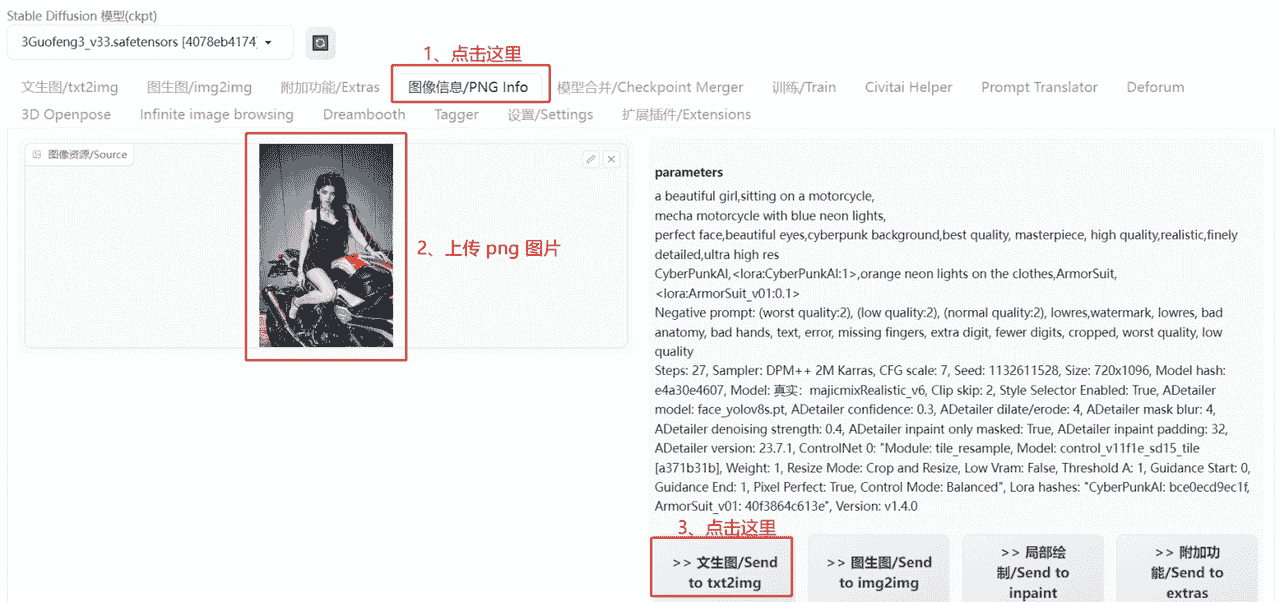 Stable Diffusion 模型(ckpt)
3Guofeng3_v33.safetensors [4078eb4174]
1、点击这里
文生图/txt2img 图生图/img2img 附加功能/Extras 图像信息/PNG Info 模型合并/Checkpoint Merger 训练/Train Civitai Helper Prompt Translator Deforum
3D Openpose Infinite image browsing Dreambooth Tagger 设置/Settings 扩展插件/Extensions
图像资源/Source
2、上传 png 图片
parameters
a beautiful girl,sitting on a motorcycle,
mecha motorcycle with blue neon lights,
perfect face,beautiful eyes,cyberpunk background,best quality, masterpiece, high quality,realistic,finely
detailed,ultra high res
CyberPunkAI,<lora:CyberPunkAI:1>,orange neon lights on the clothes,ArmorSuit,
<lora:ArmorSuit_v01:0.1>
Negative prompt: (worst quality:2), (low quality:2), (normal quality:2), lowres,watermark, lowres, bad
anatomy, bad hands, text, error, missing fingers, extra digit, fewer digits, cropped, worst quality, low
quality
Steps: 27, Sampler: DPM++ 2M Karras, CFG scale: 7, Seed: 1132611528, Size: 720x1096, Model hash:
e4a30e4607, Model: 真实：majicmixRealistic_v6, Clip skip: 2, Style Selector Enabled: True, ADetailer
model: face_yolov8s.pt, ADetailer confidence: 0.3, ADetailer dilate/erode: 4, ADetailer mask blur: 4,
ADetailer denoising strength: 0.4, ADetailer inpaint only masked: True, ADetailer inpaint padding: 32,
ADetailer version: 23.7.1, ControlNet 0: "Module: tile_resample, Model: control_v11f1e_sd15_tile
[a371b31b], Weight: 1, Resize Mode: Crop and Resize, Low Vram: False, Threshold A: 1, Guidance Start: 0,
Guidance End: 1, Pixel Perfect: True, Control Mode: Balanced", Lora hashes: "CyberPunkAI: bce0ecd9ec1f,
ArmorSuit_v01: 40f3864c613e", Version: v1.4.0
3、点击这里
>> 文生图/Send
to txt2img
>> 图生图/Send
to img2img
>> 局部绘
制/Send to
inpaint
>> 附加功
能/Send to
extras